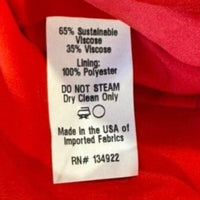 65% Sustainable
Viscose
35% Viscose
Lining:
100% Polyester
DO NOT STEAM
Dry Clean Only
Made in the USA of
Imported Fabrics
RN# 134922